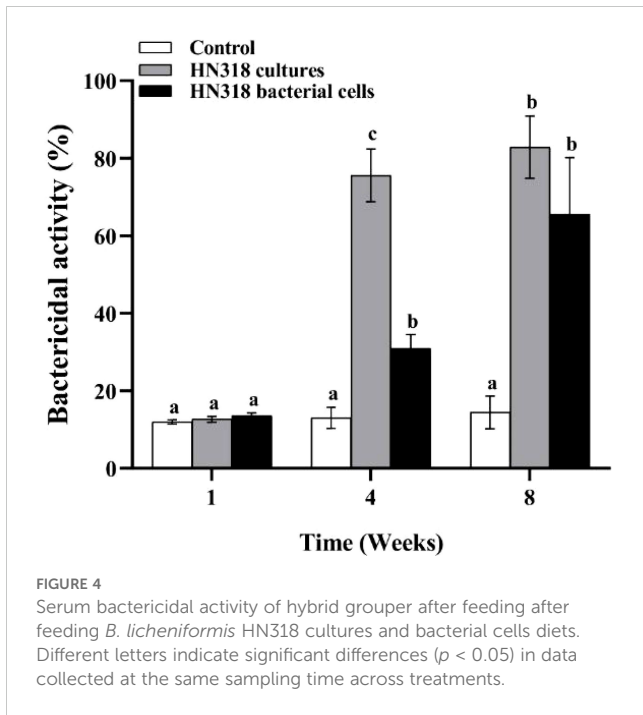 Control
HN318 cultures
HN318 bacterial cells
Bactericidal activity (%)
100
80
60
40
20
0
a
a
a
a
c
b
a
b
b
1
4
8
Time (Weeks)
FIGURE 4
Serum bactericidal activity of hybrid grouper after feeding after
feeding B. licheniformis HN318 cultures and bacterial cells diets.
Different letters indicate significant differences (p < 0.05) in data
collected at the same sampling time across treatments.